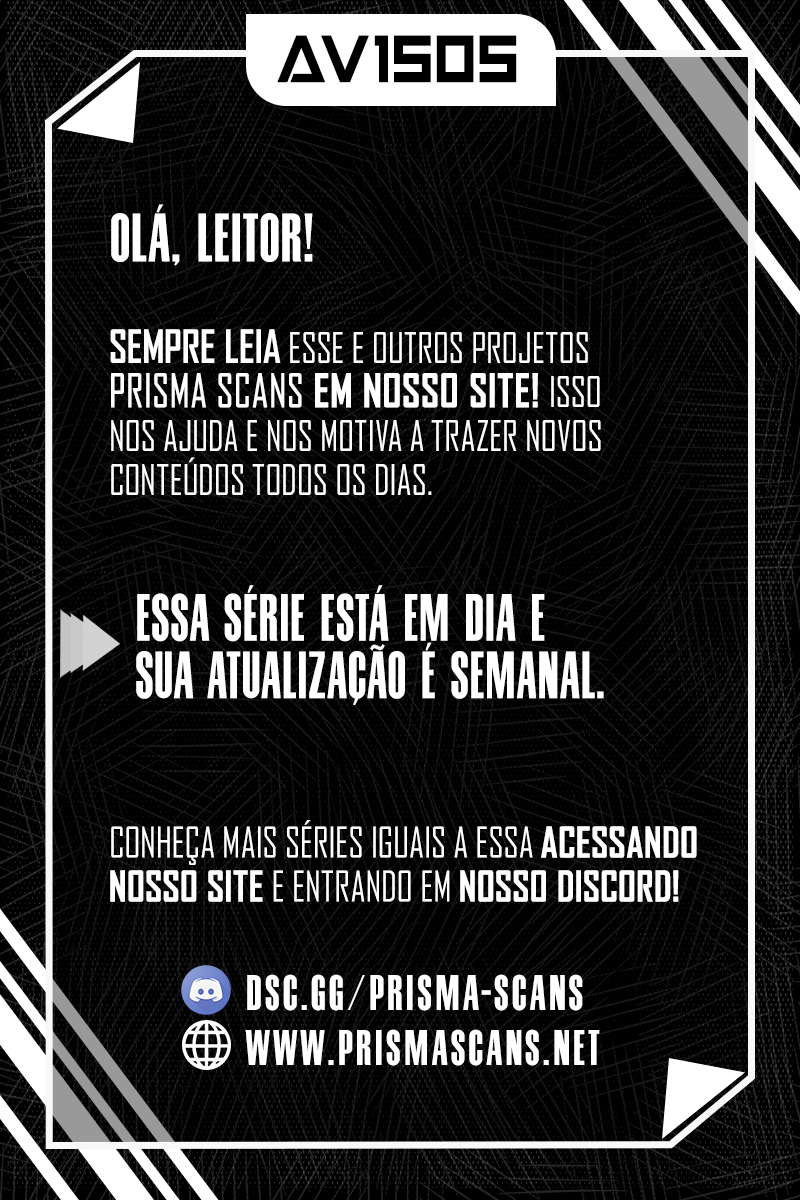 AVISOS
OLÁ, LEITOR!
SEMPRE LEIA ESSE E OUTROS PROJETOS
PRISMA SCANS EM NOSSO SITE! ISSO
NOS AJUDA E NOS MOTIVA A TRAZER NOVOS
CONTEÚDOS TODOS OS DIAS.
ESSA SÉRIE ESTÁ EM DIA E
SUA ATUALIZAÇÃO É SEMANAL.
CONHEÇA MAIS SÉRIES IGUAIS A ESSA ACESSANDO
NOSSO SITE E ENTRANDO EM NOSSO DISCORD!
DSC.GG/PRISMA-SCANS
WWW.PRISMASCANS.NET